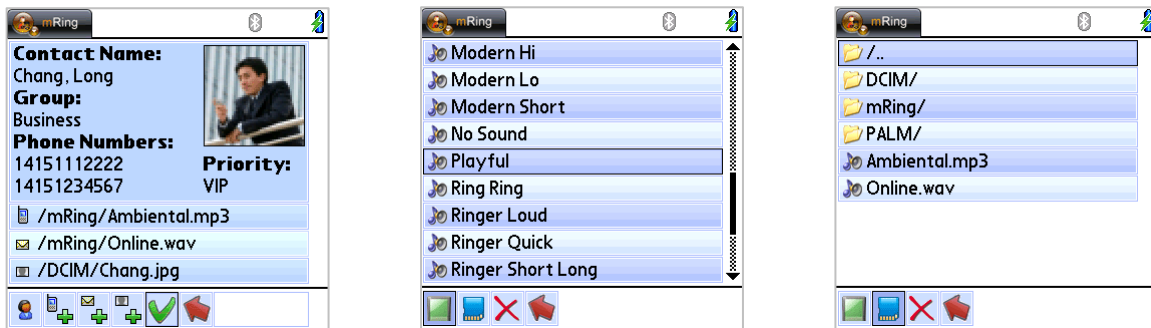 mRing
Contact Name:
Chang, Long
Group:
Business
Phone Numbers:
14151112222
14151234567
Priority:
VIP
/mRing/Ambiental.mp3
/mRing/Online.wav
/DCIM/Chang.jpg
mRing
Modern Hi
Modern Lo
Modern Short
No Sound
Playful
Ring Ring
Ringer Loud
Ringer Quick
Ringer Short Long
mRing
/..
DCIM/
mRing/
PALM/
Ambiental.mp3
Online.wav